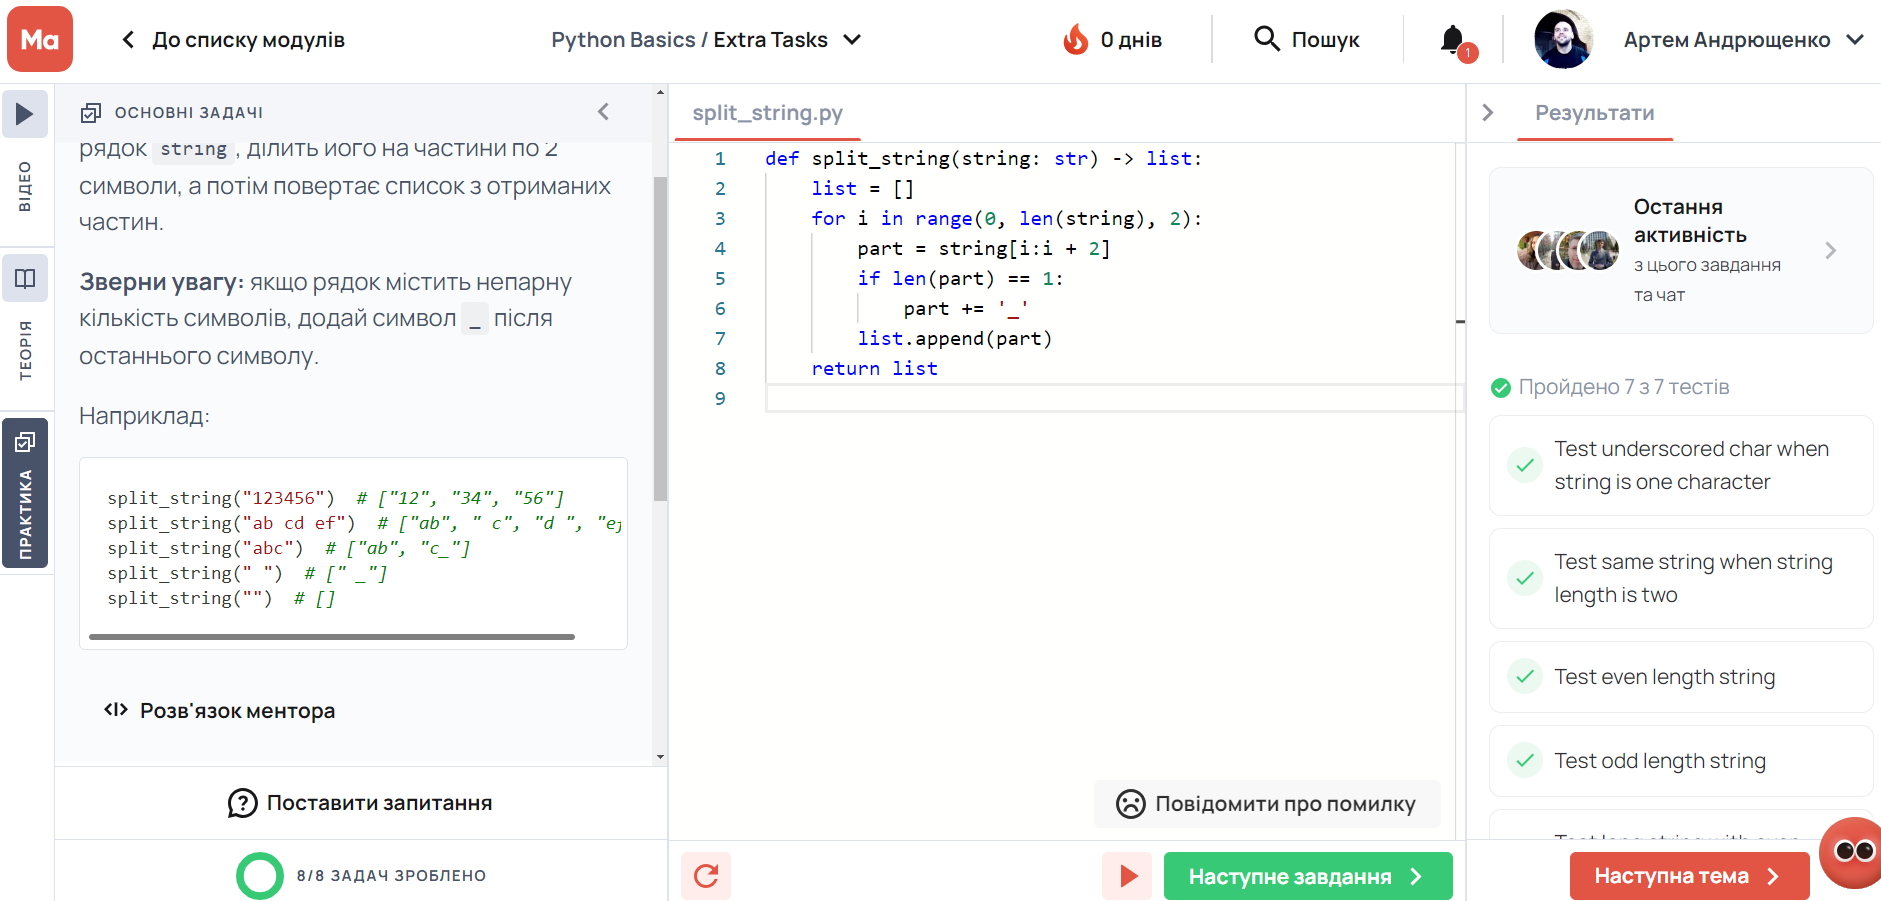 Ma
До списку модулів
Python Basics / Extra Tasks
0 днів
Пошук
1
Артем Андрющенко
ВІДЕО
ТЕОРІЯ
ПРАКТИКА
ОСНОВНІ ЗАДАЧІ
рядок string , ділить його на частини по 2
символи, а потім повертає список з отриманих
частин.
Зверни увагу: якщо рядок містить непарну
кількість символів, додай символ _ після
останнього символу.
Наприклад:
split_string("123456")  # ["12", "34", "56"]
split_string("ab cd ef")  # ["ab", " c", "d ", "ef
split_string("abc")  # ["ab", "c_"]
split_string(" ")  # [" _"]
split_string("")  # []
Розв'язок ментора
Поставити запитання
8/8 ЗАДАЧ ЗРОБЛЕНО
split_string.py
1 def split_string(string: str) -> list:
2     list = []
3     for i in range(0, len(string), 2):
4         part = string[i:i + 2]
5         if len(part) == 1:
6             part += '_'
7         list.append(part)
8     return list
9
Повідомити про помилку
Наступне завдання
Результати
Остання
активність
з цього завдання
та чат
Пройдено 7 з 7 тестів
Test underscored char when
string is one character
Test same string when string
length is two
Test even length string
Test odd length string
Test long string with even
Наступна тема